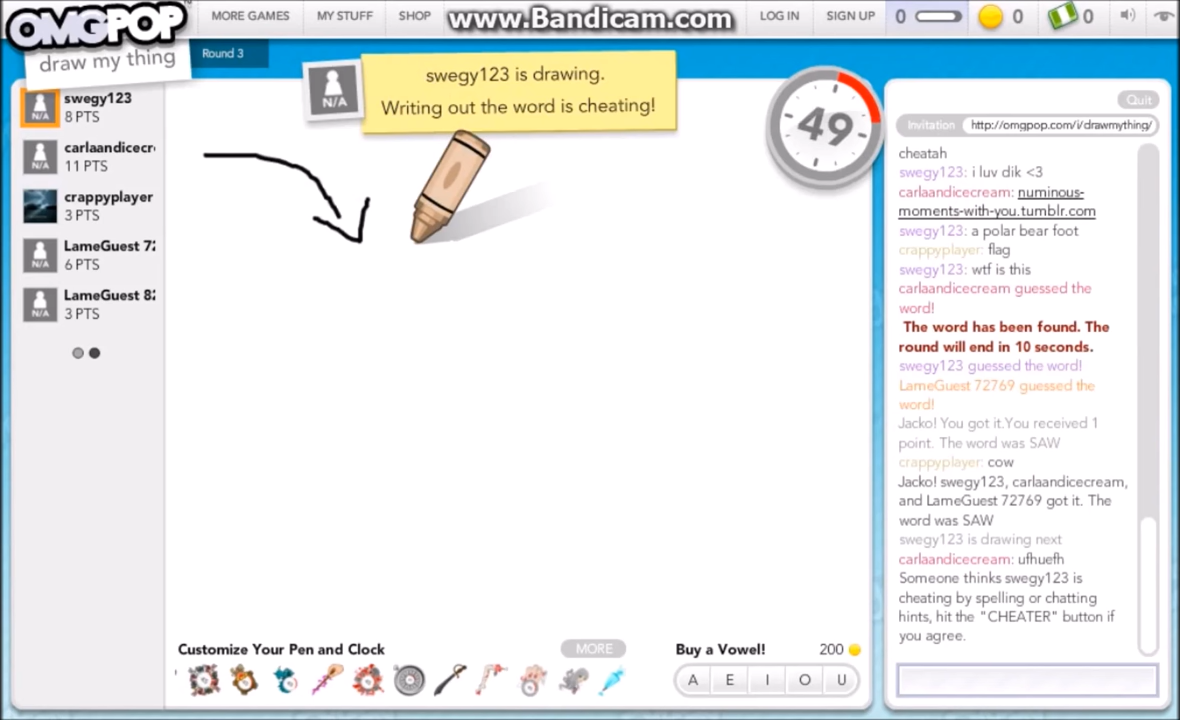 OMGPOP
MORE GAMES
MY STUFF
SHOP
www.Bandicam.com
LOG IN
SIGN UP
0
0
0
draw my thing
Round 3
N/A
swegy123 is drawing.
Writing out the word is cheating!
49
N/A
swegy123
8 PTS
N/A
carlaandicecr
11 PTS
crappyplayer
3 PTS
N/A
LameGuest 72
6 PTS
N/A
LameGuest 82
3 PTS
Quit
Invitation
http://omgpop.com/i/drawmything/
cheatah
swegy123: i luv dik <3
carlaandicecream: numinous-
moments-with-you.tumblr.com
swegy123: a polar bear foot
crappyplayer: flag
swegy123: wtf is this
carlaandicecream guessed the
word!
The word has been found. The
round will end in 10 seconds.
swegy123 guessed the word!
LameGuest 72769 guessed the
word!
Jacko! You got it.You received 1
point. The word was SAW
crappyplayer: cow
Jacko! swegy123, carlaandicecream,
and LameGuest 72769 got it. The
word was SAW
swegy123 is drawing next
carlaandicecream: ufhuefh
Someone thinks swegy123 is
cheating by spelling or chatting
hints, hit the "CHEATER" button if
you agree.
Customize Your Pen and Clock
MORE
Buy a Vowel!
200
A E I O U